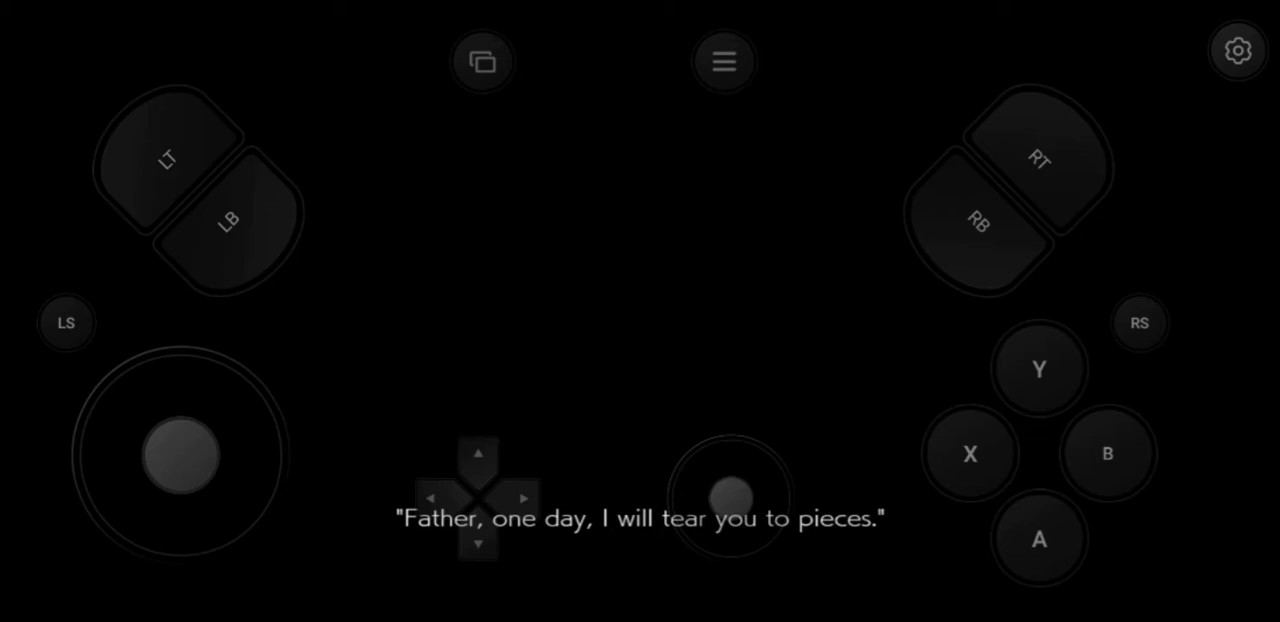 LT
RT
LB
RB
LS
RS
Y
X
B
"Father, one day, I will tear you to pieces."
A